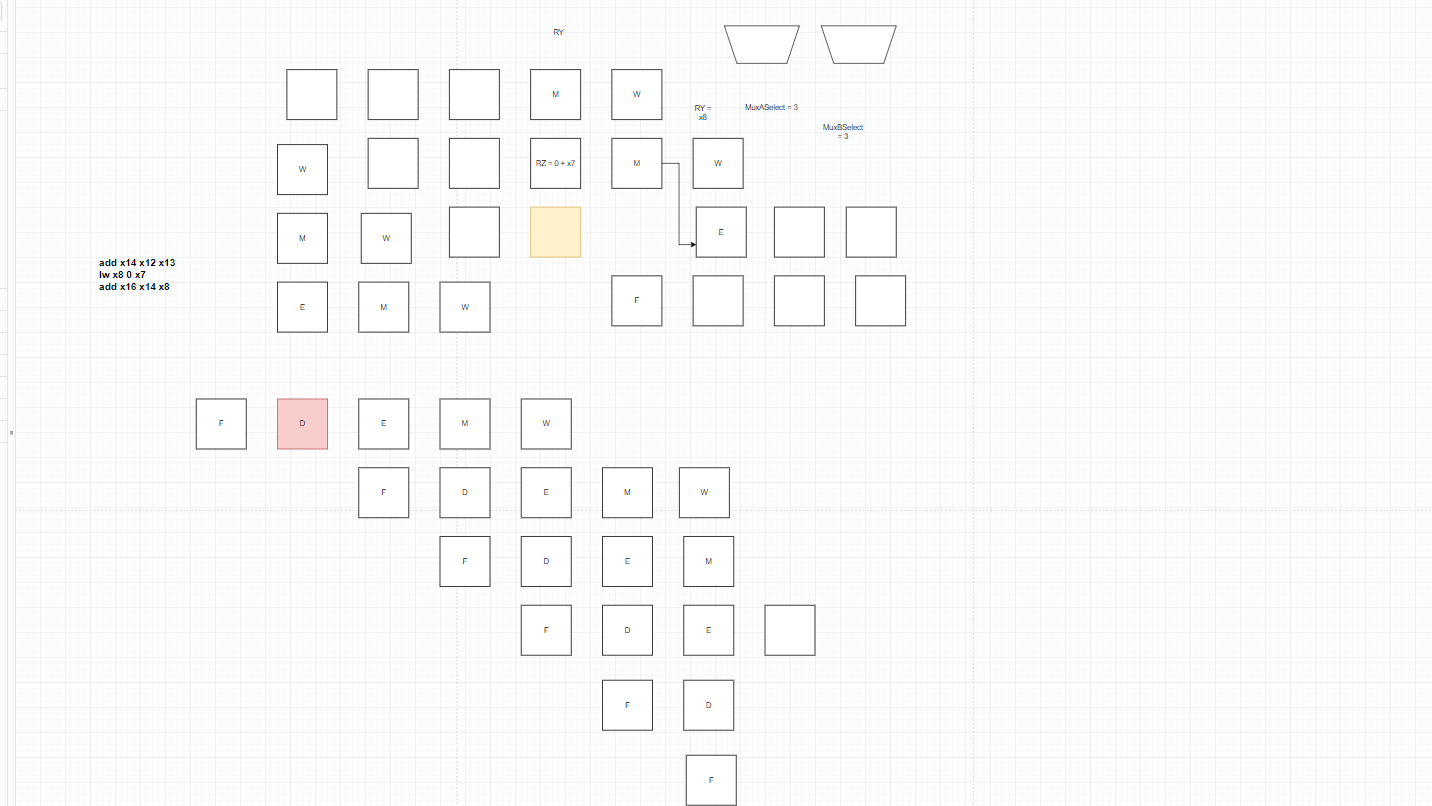 RY
M
W
RY =
x8
MuxASelect = 3
MuxBSelect
= 3
W
RZ = 0 + x7
M
W
M
W
E
add x14 x12 x13
lw x8 0 x7
add x16 x14 x8
E
M
W
F
F
D
E
M
W
F
D
E
M
W
F
D
E
M
F
D
E
F
D
F